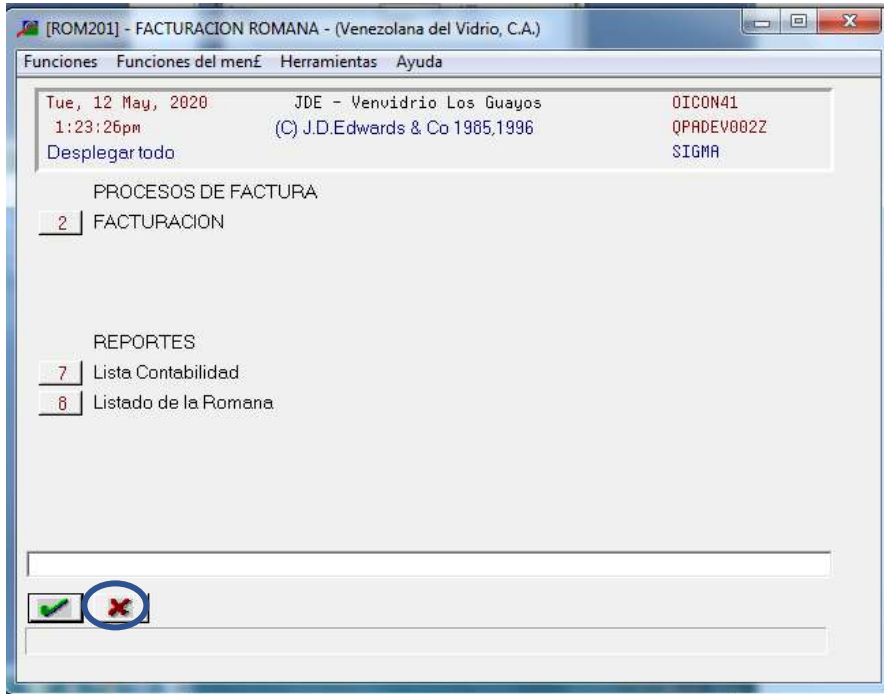 [ROM201] - FACTURACION ROMANA - (Venezolana del Vidrio, C.A.)
Funciones Funciones del men£ Herramientas Ayuda
Tue, 12 May, 2020 JDE - Venvidrio Los Guayos OICON41
1:23:26pm (C) J.D.Edwards & Co 1985,1996 QPADEV002Z
Desplegar todo SIGMA
PROCESOS DE FACTURA
2 FACTURACION
REPORTES
7 Lista Contabilidad
8 Listado de la Romana